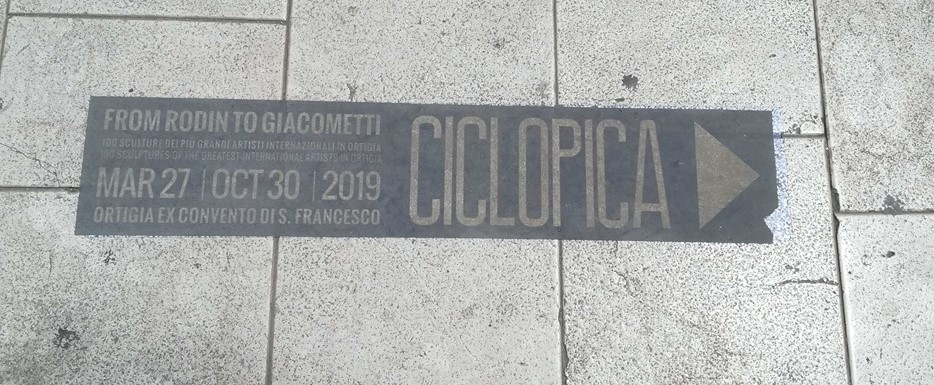 FROM RODIN TO GIACOMETTI
100 SCULTURE DEI PIÙ GRANDI ARTISTI INTERNAZIONALI IN ORTIGIA
100 SCULPTURES OF THE GREATEST INTERNATIONAL ARTISTS IN ORTIGIA
MAR 27 | OCT 30 | 2019
ORTIGIA EX CONVENTO DI S. FRANCESCO
CICLOPICA